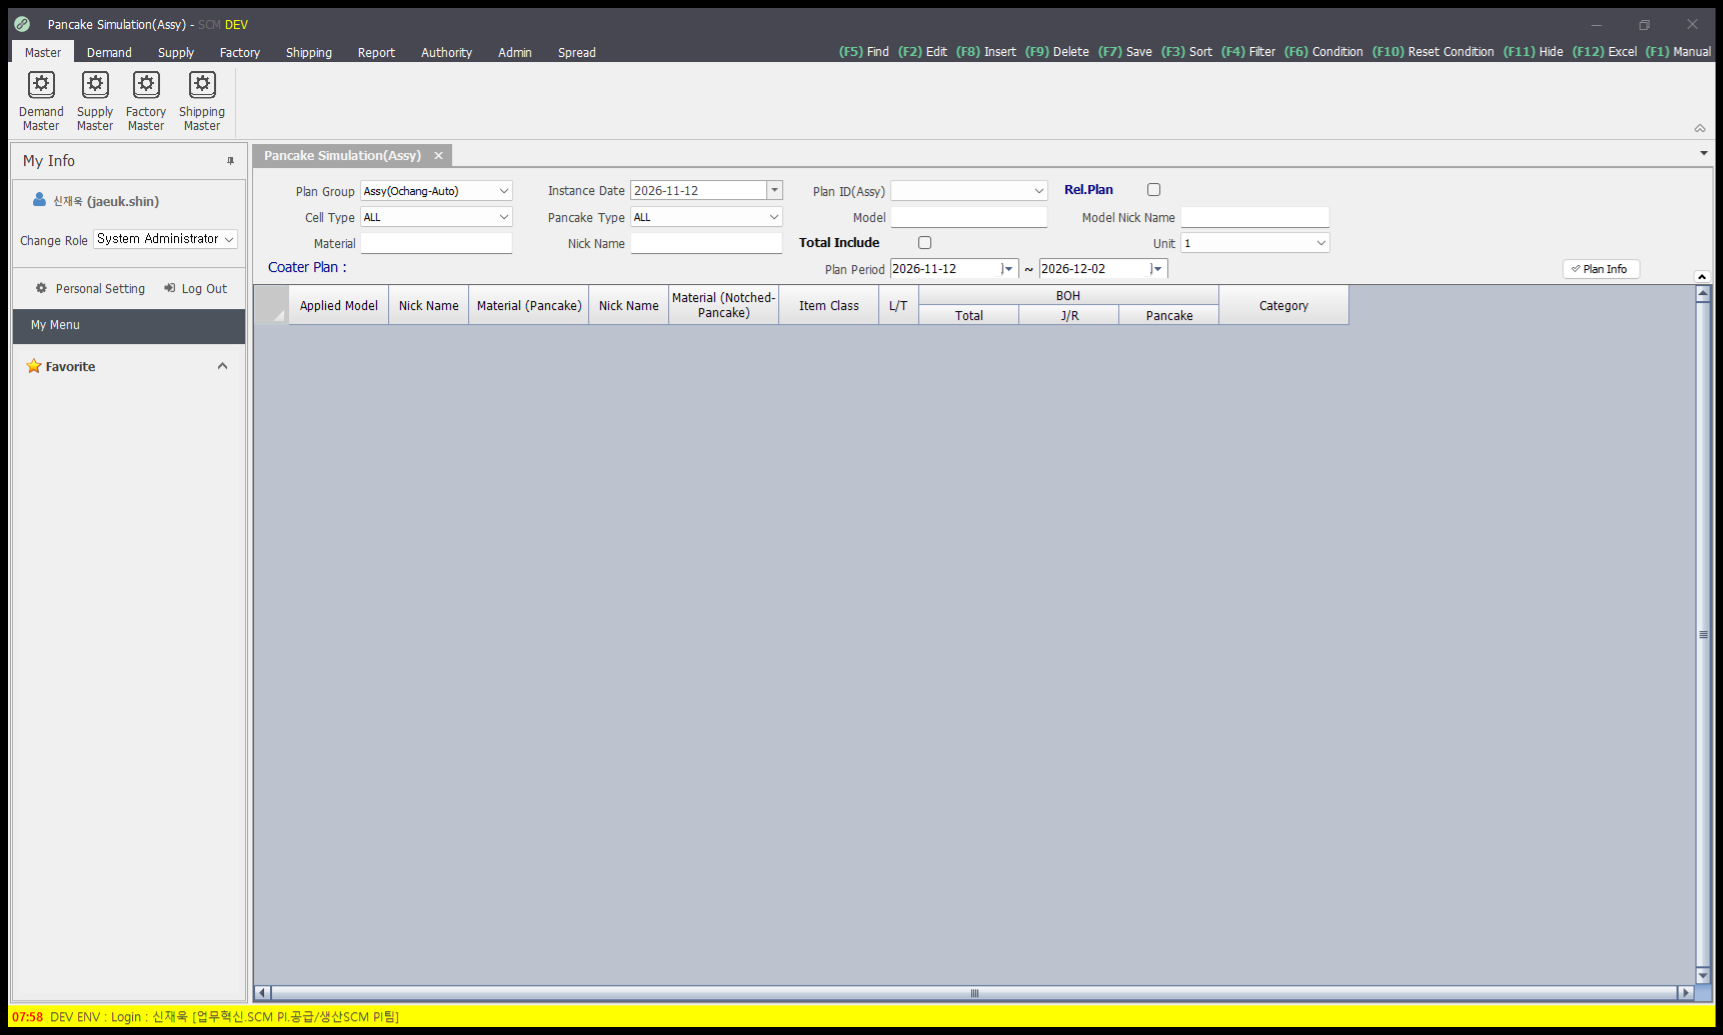 Pancake Simulation(Assy) - SCM DEV
Master Demand Supply Factory Shipping Report Authority Admin Spread (F5) Find (F2) Edit (F8) Insert (F9) Delete (F7) Save (F3) Sort (F4) Filter (F6) Condition (F10) Reset Condition (F11) Hide (F12) Excel (F1) Manual
Demand Master
Supply Master
Factory Master
Shipping Master
My Info
신재욱 (jaeuk.shin)
Change Role System Administrator
Personal Setting Log Out
My Menu
Favorite
Pancake Simulation(Assy)
Plan Group Assy(Ochang-Auto) Instance Date 2026-11-12 Plan ID(Assy) Rel.Plan
Cell Type ALL Pancake Type ALL Model Model Nick Name
Material Nick Name Total Include Unit 1
Coater Plan : Plan Period 2026-11-12 ~ 2026-12-02 Plan Info
Applied Model Nick Name Material (Pancake) Nick Name Material (Notched-Pancake) Item Class L/T BOH Category
Total J/R Pancake
07:58 DEV ENV : Login : 신재욱 [업무혁신.SCM PI.공급/생산SCM PI팀]